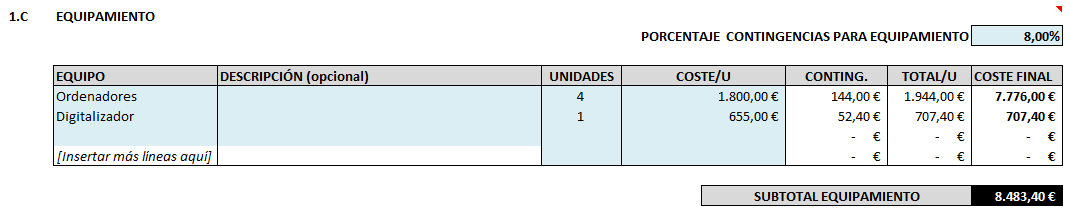 1.C EQUIPAMIENTO
PORCENTAJE CONTINGENCIAS PARA EQUIPAMIENTO 8,00%
EQUIPO DESCRIPCIÓN (opcional) UNIDADES COSTE/U CONTING. TOTAL/U COSTE FINAL
Ordenadores 4 1.800,00 € 144,00 € 1.944,00 € 7.776,00 €
Digitalizador 1 655,00 € 52,40 € 707,40 € 707,40 €
- € - € - €
[Insertar más líneas aquí] - € - € - €
SUBTOTAL EQUIPAMIENTO 8.483,40 €